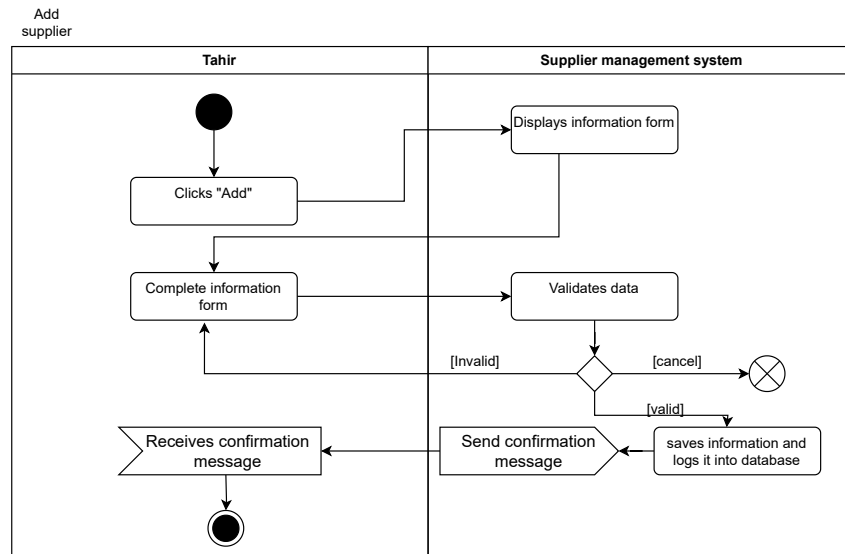 Add
supplier
Tahir
Supplier management system
Displays information form
Clicks "Add"
Complete information
form
Validates data
[Invalid]
[cancel]
[valid]
Receives confirmation
message
Send confirmation
message
saves information and
logs it into database